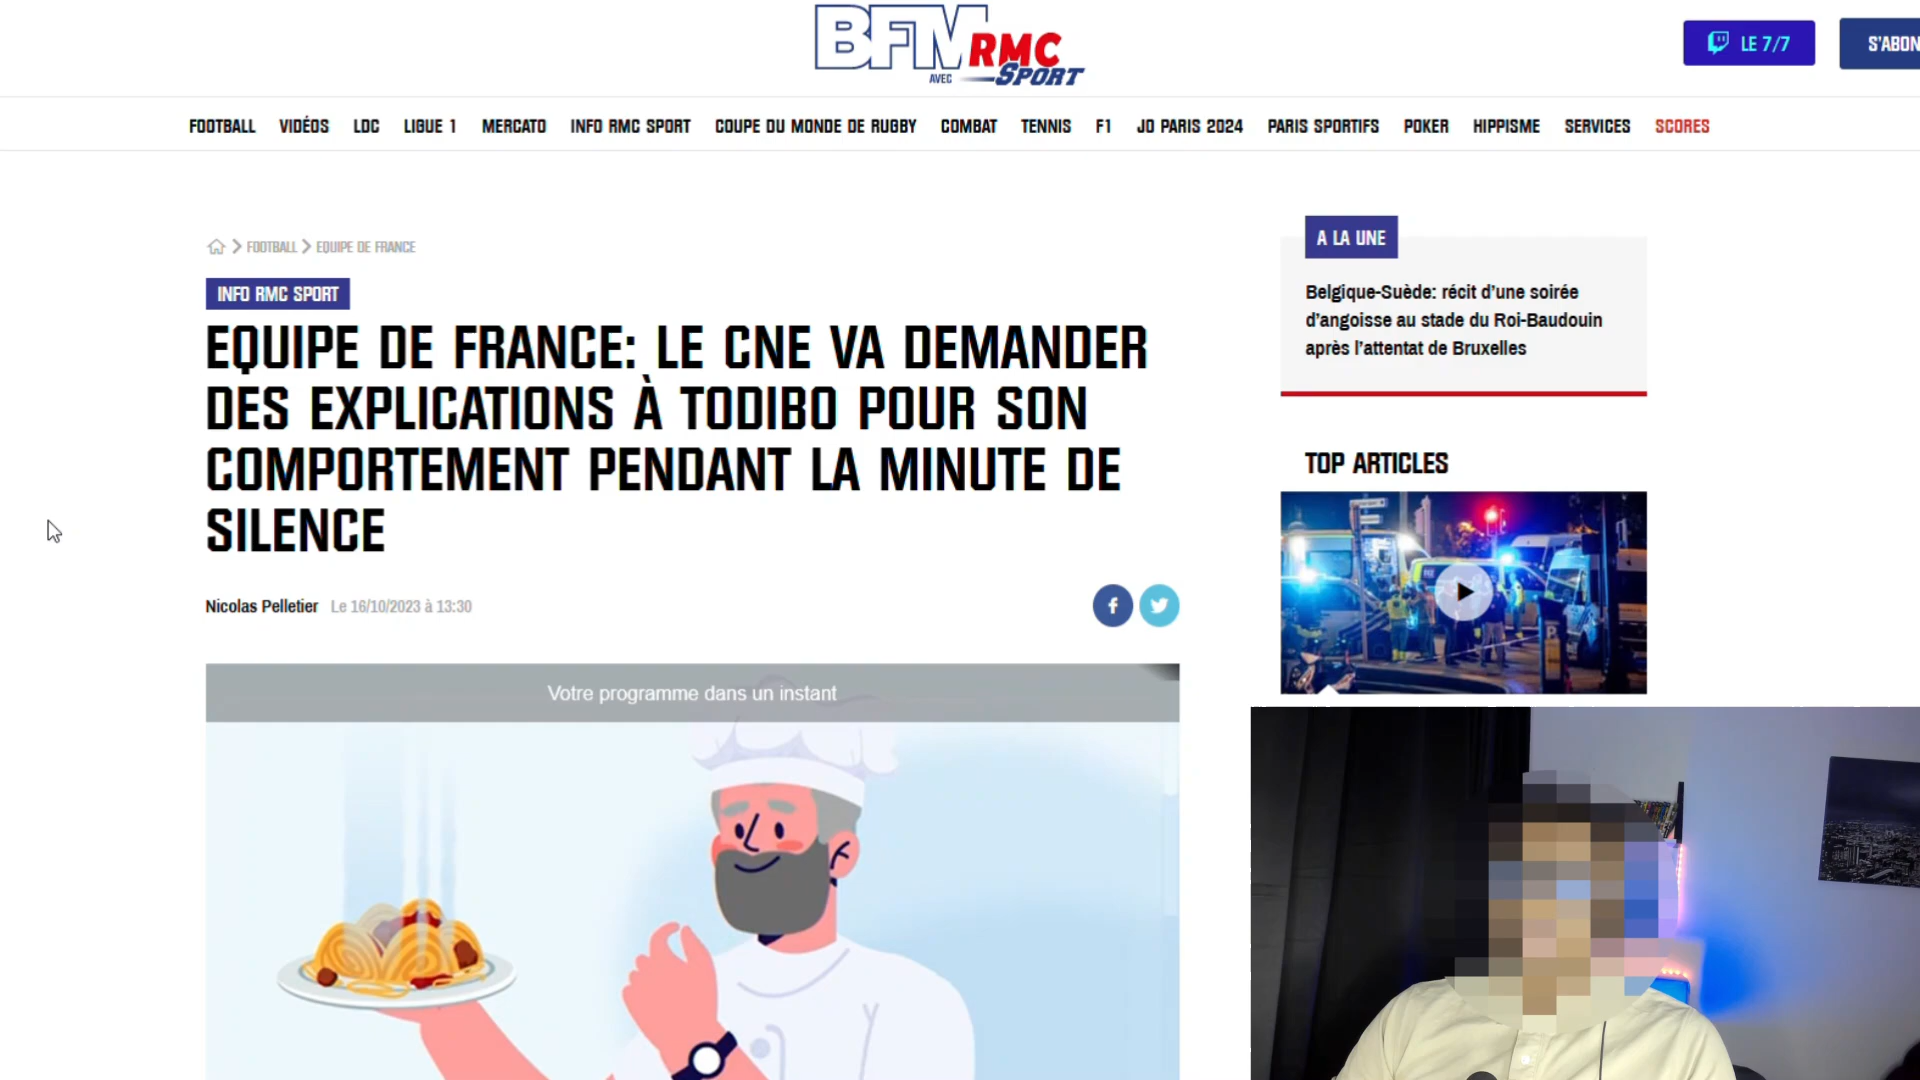 BFM RMC
AVEC SPORT
LE 7/7
S'ABON
FOOTBALL VIDÉOS LDC LIGUE 1 MERCATO INFO RMC SPORT COUPE DU MONDE DE RUGBY COMBAT TENNIS F1 JO PARIS 2024 PARIS SPORTIFS POKER HIPPISME SERVICES SCORES
FOOTBALL EQUIPE DE FRANCE
INFO RMC SPORT
EQUIPE DE FRANCE: LE CNE VA DEMANDER
DES EXPLICATIONS À TODIBO POUR SON
COMPORTEMENT PENDANT LA MINUTE DE
SILENCE
Nicolas Pelletier Le 16/10/2023 à 13:30
Votre programme dans un instant
A LA UNE
Belgique-Suède: récit d'une soirée
d'angoisse au stade du Roi-Baudouin
après l'attentat de Bruxelles
TOP ARTICLES